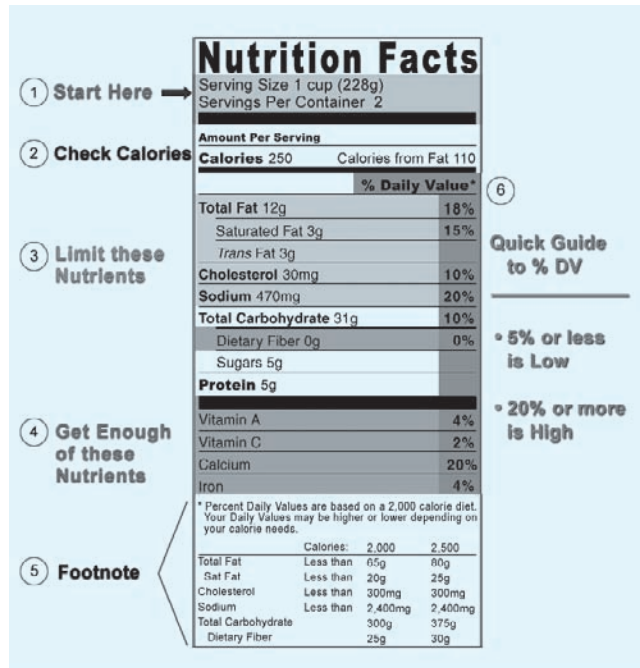 Nutrition Facts
Serving Size 1 cup (228g)
Servings Per Container 2
1 Start Here
Amount Per Serving
2 Check Calories
Calories 250 Calories from Fat 110
% Daily Value*
6
Quick Guide
to % DV
• 5% or less
is Low
• 20% or more
is High
3 Limit these
Nutrients
Total Fat 12g 18%
Saturated Fat 3g 15%
Trans Fat 3g
Cholesterol 30mg 10%
Sodium 470mg 20%
Total Carbohydrate 31g 10%
Dietary Fiber 0g 0%
Sugars 5g
Protein 5g
4 Get Enough
of these
Nutrients
Vitamin A 4%
Vitamin C 2%
Calcium 20%
Iron 4%
5 Footnote
* Percent Daily Values are based on a 2,000 calorie diet.
Your Daily Values may be higher or lower depending on
your calorie needs.
Calories: 2,000 2,500
Total Fat Less than 65g 80g
Sat Fat Less than 20g 25g
Cholesterol Less than 300mg 300mg
Sodium Less than 2,400mg 2,400mg
Total Carbohydrate 300g 375g
Dietary Fiber 25g 30g